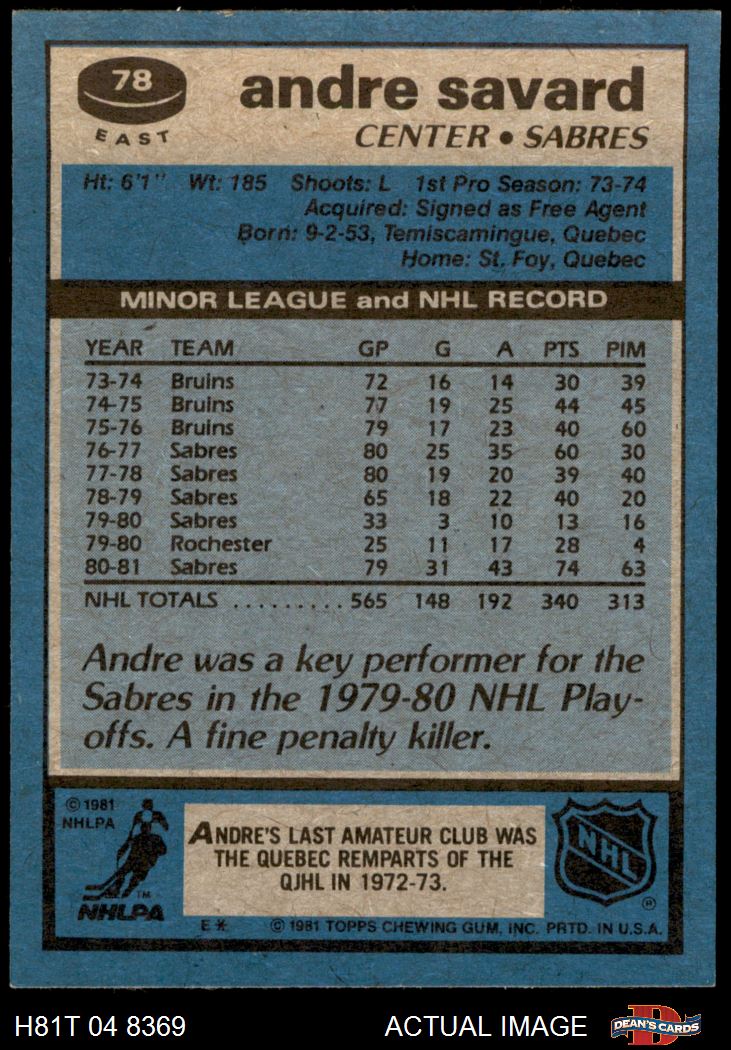 78
EAST
andre savard
CENTER • SABRES
Ht: 6'1" Wt: 185 Shoots: L 1st Pro Season: 73-74
Acquired: Signed as Free Agent
Born: 9-2-53, Temiscamingue, Quebec
Home: St. Foy, Quebec
MINOR LEAGUE and NHL RECORD
YEAR TEAM GP G A PTS PIM
73-74 Bruins 72 16 14 30 39
74-75 Bruins 77 19 25 44 45
75-76 Bruins 79 17 23 40 60
76-77 Sabres 80 25 35 60 30
77-78 Sabres 80 19 20 39 40
78-79 Sabres 65 18 22 40 20
79-80 Sabres 33 3 10 13 16
79-80 Rochester 25 11 17 28 4
80-81 Sabres 79 31 43 74 63
NHL TOTALS .......... 565 148 192 340 313
Andre was a key performer for the
Sabres in the 1979-80 NHL Play-
offs. A fine penalty killer.
© 1981
NHLPA
TM
NHLPA
ANDRE'S LAST AMATEUR CLUB WAS
THE QUEBEC REMPARTS OF THE
QJHL IN 1972-73.
NHL
®
E * © 1981 TOPPS CHEWING GUM, INC. PRTD. IN U.S.A.
H81T 04 8369 ACTUAL IMAGE
D
DEAN'S CARDS